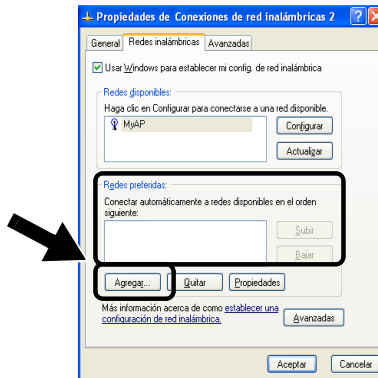 Propiedades de Conexiones de red inalámbricas 2
General Redes inalámbricas Avanzadas
Usar Windows para establecer mi config. de red inalámbrica
Redes disponibles:
Haga clic en Configurar para conectarse a una red disponible.
MyAP
Configurar
Actualizar
Redes preferidas:
Conectar automáticamente a redes disponibles en el orden
siguiente:
Subir
Bajar
Agregar... Quitar Propiedades
Más información acerca de como establecer una
configuración de red inalámbrica.
Avanzadas
Aceptar Cancelar